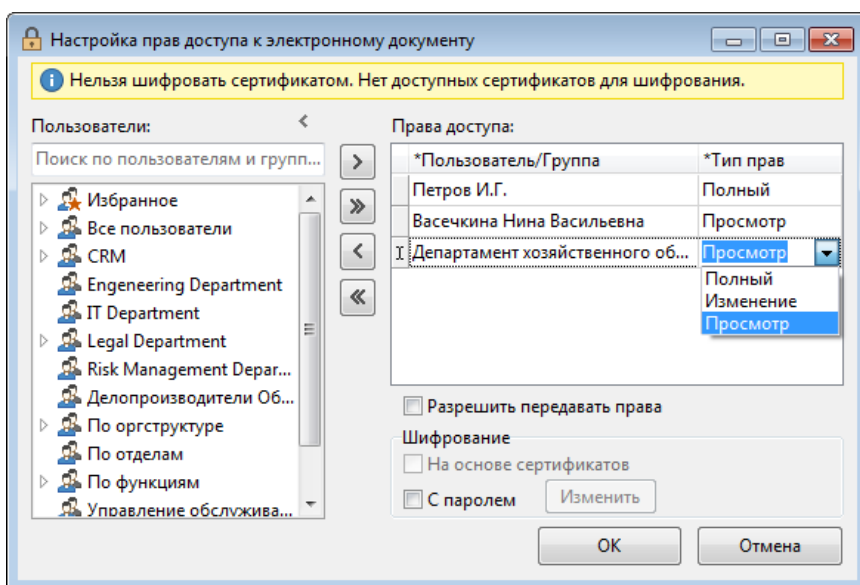 Настройка прав доступа к электронному документу
Нельзя шифровать сертификатом. Нет доступных сертификатов для шифрования.
Пользователи:
Поиск по пользователям и групп...
Избранное
Все пользователи
CRM
Engeneering Department
IT Department
Legal Department
Risk Management Depar...
Делопроизводители Об...
По оргструктуре
По отделам
По функциям
Управление обслужива...
Права доступа:
*Пользователь/Группа *Тип прав
Петров И.Г. Полный
Васечкина Нина Васильевна Просмотр
Департамент хозяйственного об... Просмотр
Полный
Изменение
Просмотр
Разрешить передавать права
Шифрование
На основе сертификатов
С паролем Изменить
OK Отмена